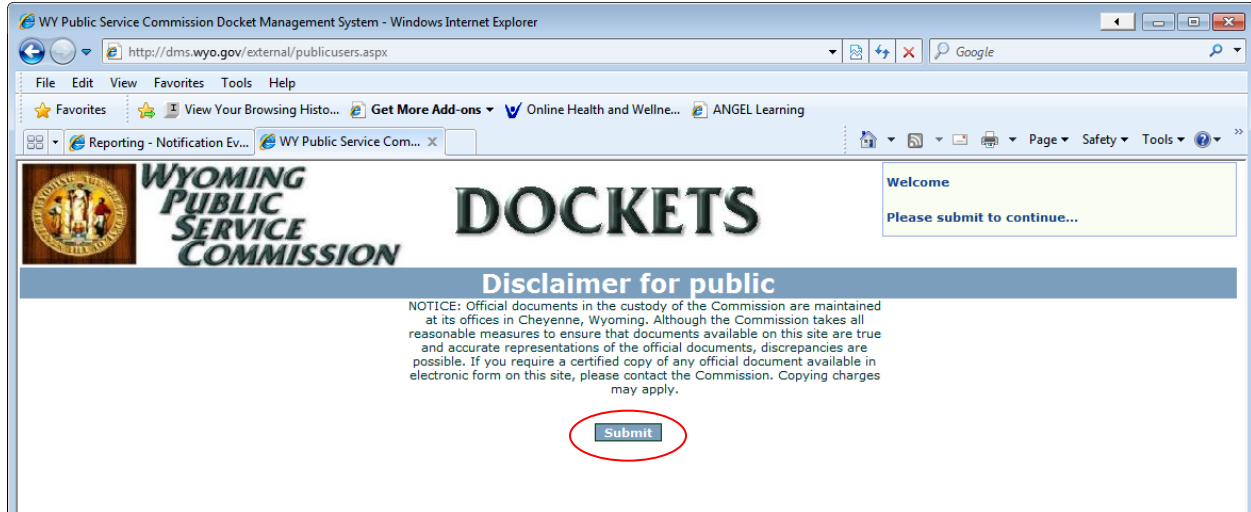 WY Public Service Commission Docket Management System - Windows Internet Explorer
http://dms.wyo.gov/external/publicusers.aspx
Google
File Edit View Favorites Tools Help
Favorites View Your Browsing Histo... Get More Add-ons Online Health and Wellne... ANGEL Learning
Reporting - Notification Ev... WY Public Service Com... X Page Safety Tools
WYOMING
PUBLIC
SERVICE
COMMISSION
DOCKETS
Welcome
Please submit to continue...
Disclaimer for public
NOTICE: Official documents in the custody of the Commission are maintained
at its offices in Cheyenne, Wyoming. Although the Commission takes all
reasonable measures to ensure that documents available on this site are true
and accurate representations of the official documents, discrepancies are
possible. If you require a certified copy of any official document available in
electronic form on this site, please contact the Commission. Copying charges
may apply.
Submit